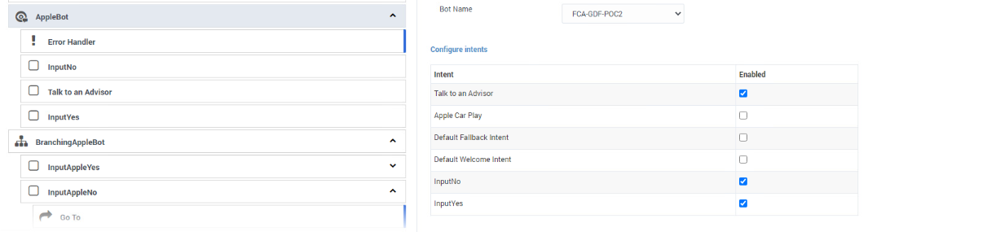 AppleBot
Error Handler
InputNo
Talk to an Advisor
InputYes
BranchingAppleBot
InputAppleYes
InputAppleNo
Go To
Bot Name
FCA-GDF-POC2
Configure intents
Intent Enabled
Talk to an Advisor
Apple Car Play
Default Fallback Intent
Default Welcome Intent
InputNo
InputYes